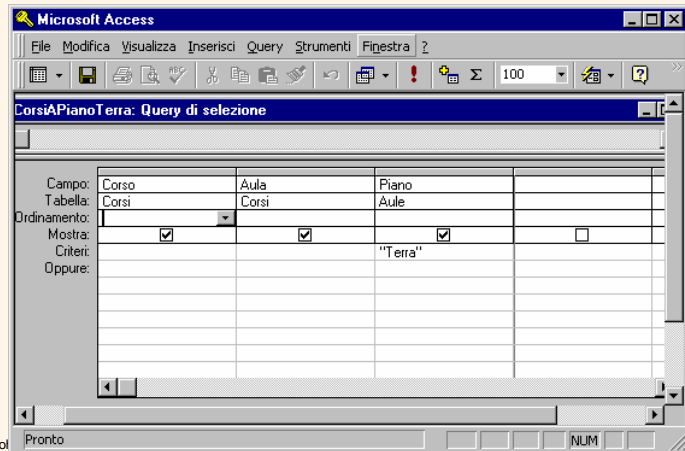 Microsoft Access
File Modifica Visualizza Inserisci Query Strumenti Finestra ?
100
CorsiAPianoTerra: Query di selezione
Campo: Corso Aula Piano
Tabella: Corsi Corsi Aule
Ordinamento:
Mostra:
Criteri: "Terra"
Oppure:
Pronto NUM